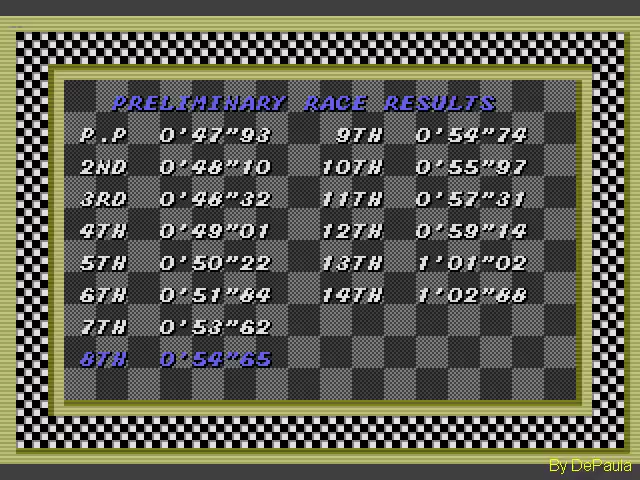 PRELIMINARY RACE RESULTS
P.P 0'47"93 9TH 0'54"74
2ND 0'48"10 10TH 0'55"97
3RD 0'48"32 11TH 0'57"31
4TH 0'49"01 12TH 0'59"14
5TH 0'50"22 13TH 1'01"02
6TH 0'51"84 14TH 1'02"88
7TH 0'53"62
8TH 0'54"65
By DePaula